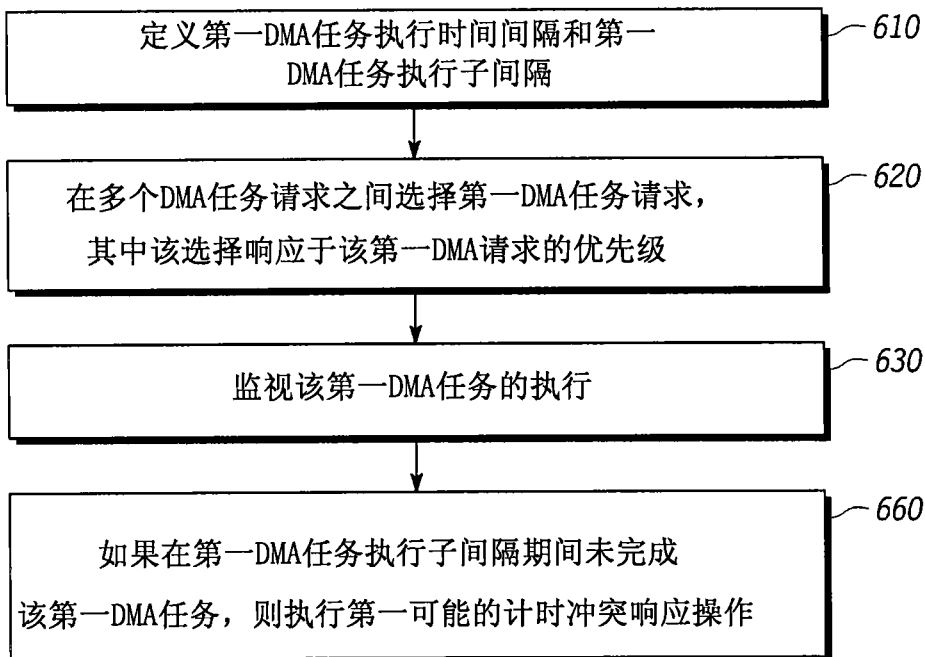 定义第一DMA任务执行时间间隔和第一
DMA任务执行子间隔
610
在多个DMA任务请求之间选择第一DMA任务请求，
其中该选择响应于该第一DMA请求的优先级
620
监视该第一DMA任务的执行
630
如果在第一DMA任务执行子间隔期间未完成
该第一DMA任务，则执行第一可能的计时冲突响应操作
660